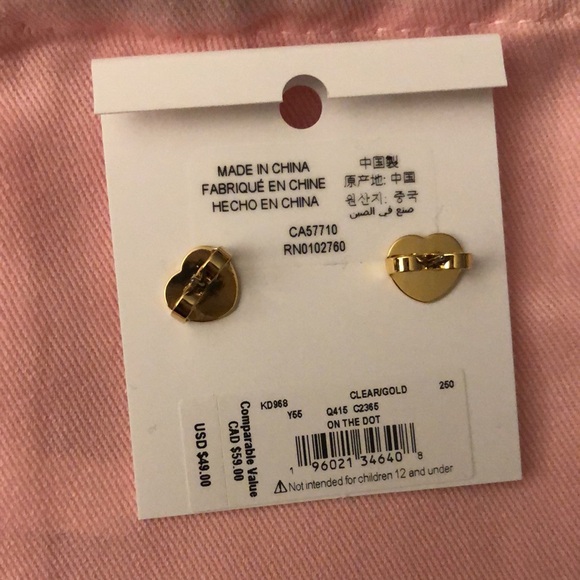 MADE IN CHINA
FABRIQUÉ EN CHINE
HECHO EN CHINA
中国製
原产地: 中国
원산지: 중국
صنع في الصين
CA57710
RN0102760
KD968
CLEAR/GOLD
250
Y55
Q415 C2365
ON THE DOT
1 96021 34640 8
Not intended for children 12 and under
Comparable Value
CAD $59.00
USD $49.00